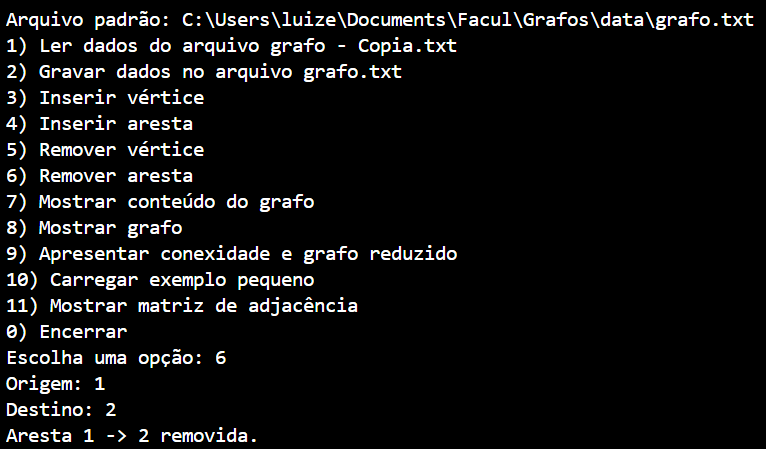 Arquivo padrão: C:\Users\luize\Documents\Facul\Grafos\data\grafo.txt
1) Ler dados do arquivo grafo - Copia.txt
2) Gravar dados no arquivo grafo.txt
3) Inserir vértice
4) Inserir aresta
5) Remover vértice
6) Remover aresta
7) Mostrar conteúdo do grafo
8) Mostrar grafo
9) Apresentar conexidade e grafo reduzido
10) Carregar exemplo pequeno
11) Mostrar matriz de adjacência
0) Encerrar
Escolha uma opção: 6
Origem: 1
Destino: 2
Aresta 1 -> 2 removida.